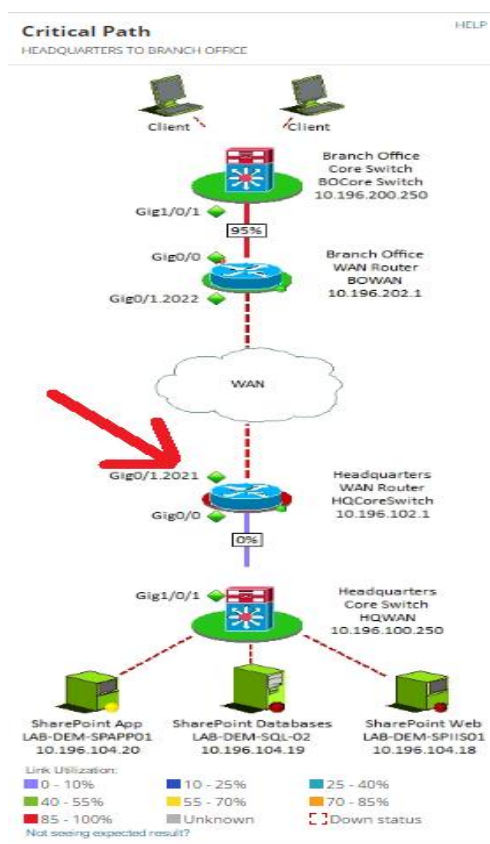 Critical Path
HELP
HEADQUARTERS TO BRANCH OFFICE
Client
Client
Branch Office
Core Switch
BOCore Switch
10.196.200.250
Gig1/0/1
95%
Gig0/0
Branch Office
WAN Router
BOWAN
10.196.202.1
Gig0/1.2022
WAN
Gig0/1.2021
Headquarters
WAN Router
HQCoreSwitch
10.196.102.1
Gig0/0
0%
Gig1/0/1
Headquarters
Core Switch
HQWAN
10.196.100.250
SharePoint App
LAB-DEM-SPAPP01
10.196.104.20
SharePoint Databases
LAB-DEM-SQL-02
10.196.104.19
SharePoint Web
LAB-DEM-SPIIS01
10.196.104.18
Link Utilization:
0 - 10%
10 - 25%
25 - 40%
40 - 55%
55 - 70%
70 - 85%
85 - 100%
Unknown
Down status
Not seeing expected result?